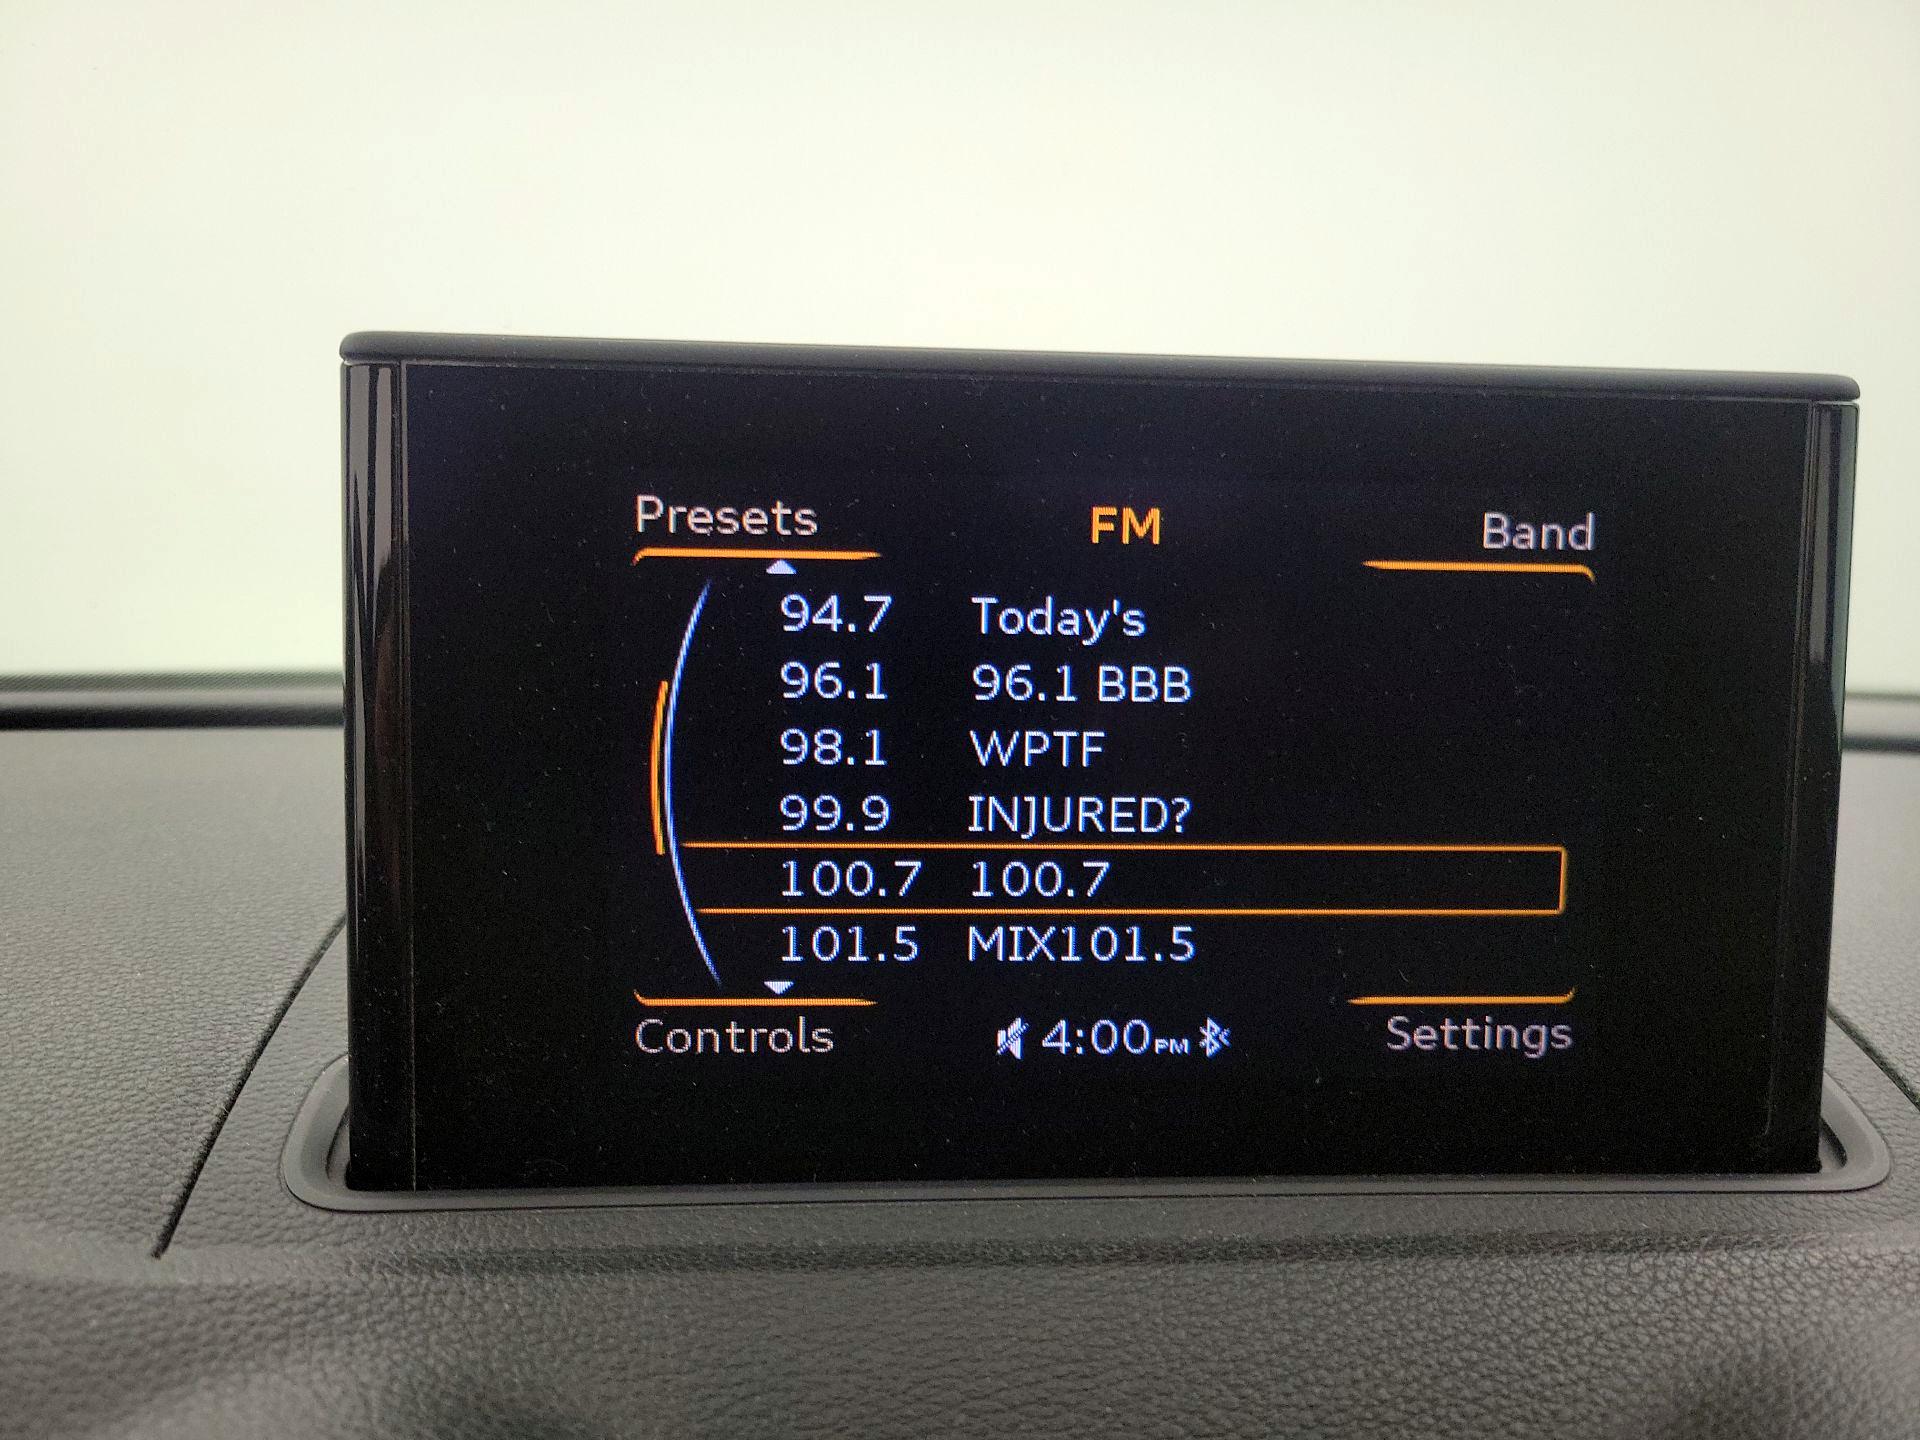 Presets FM Band
94.7 Today's
96.1 96.1 BBB
98.1 WPTF
99.9 INJURED?
100.7 100.7
101.5 MIX101.5
Controls 4:00PM Settings